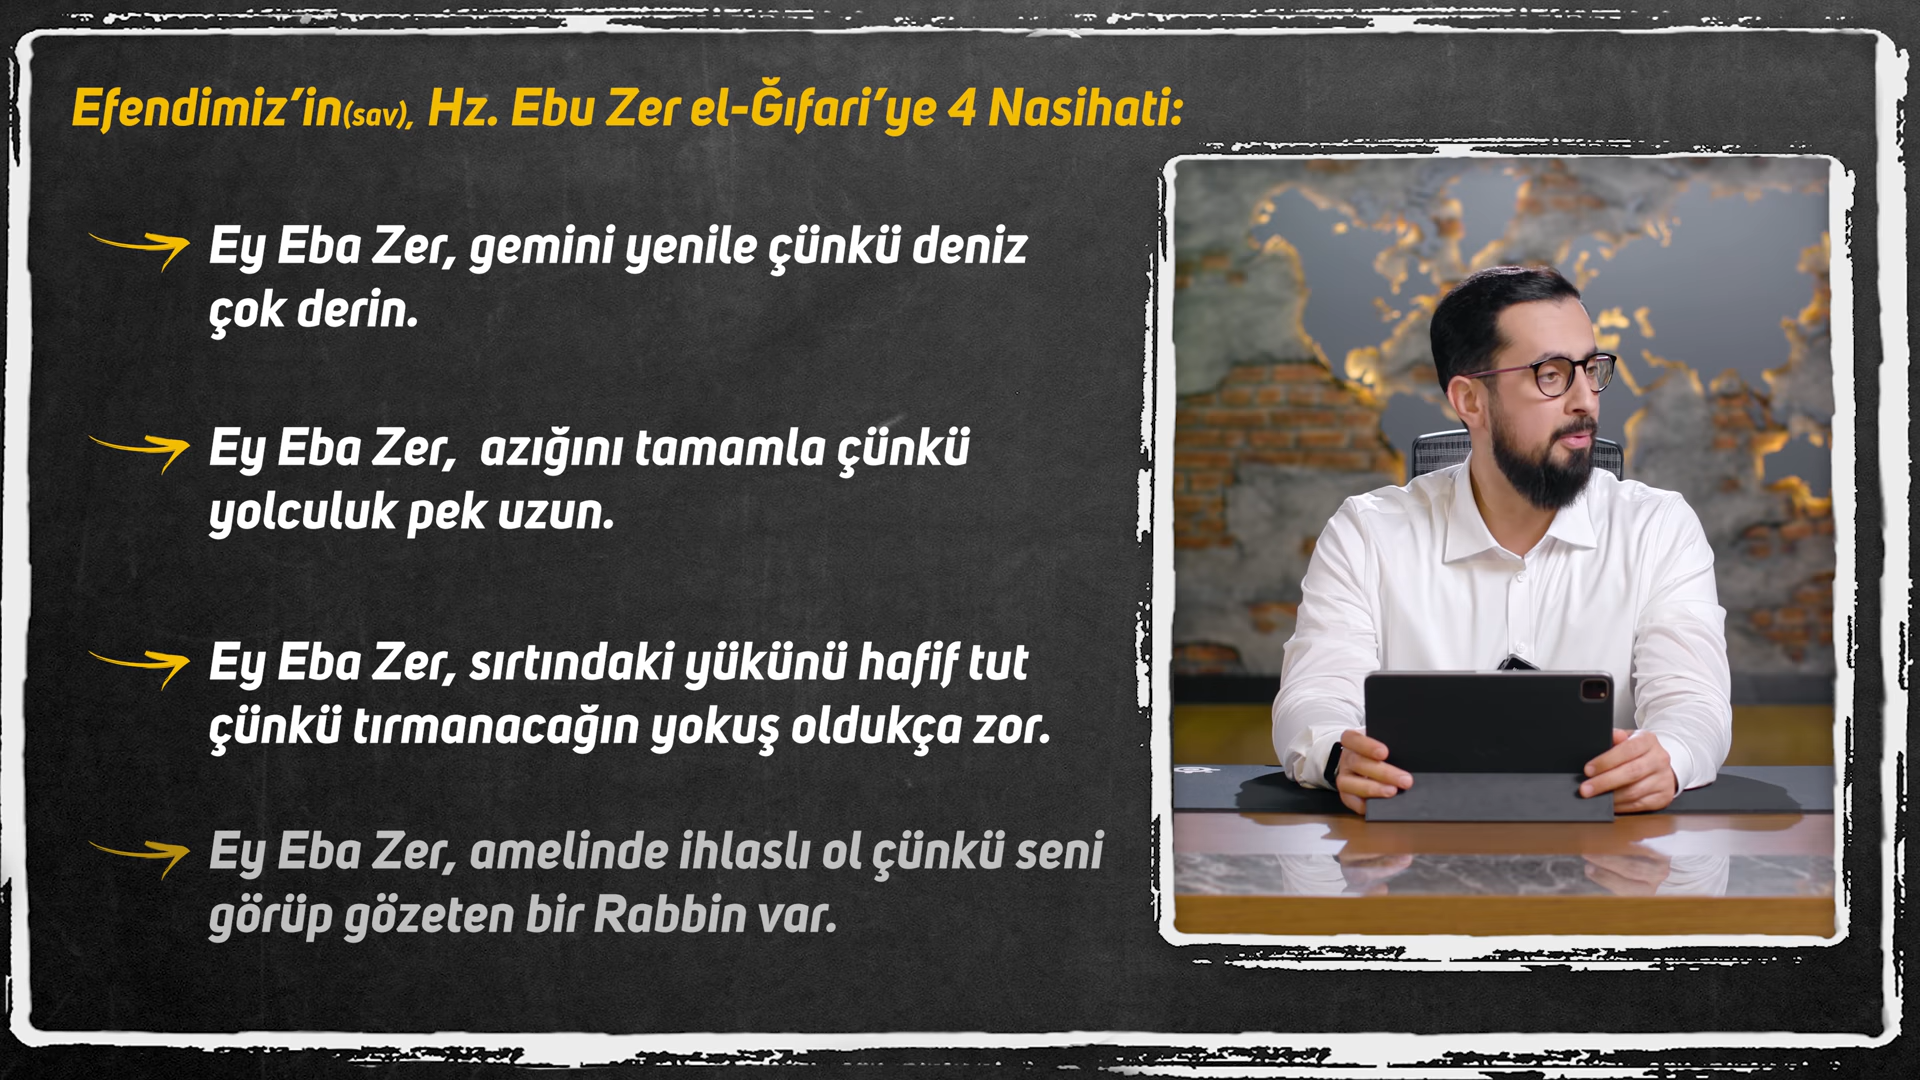 Efendimiz'in(sav), Hz. Ebu Zer el-Ğıfari'ye 4 Nasihati:
Ey Eba Zer, gemini yenile çünkü deniz
çok derin.
Ey Eba Zer, azığını tamamla çünkü
yolculuk pek uzun.
Ey Eba Zer, sırtındaki yükünü hafif tut
çünkü tırmanacağın yokuş oldukça zor.
Ey Eba Zer, amelinde ihlaslı ol çünkü seni
görüp gözeten bir Rabbin var.